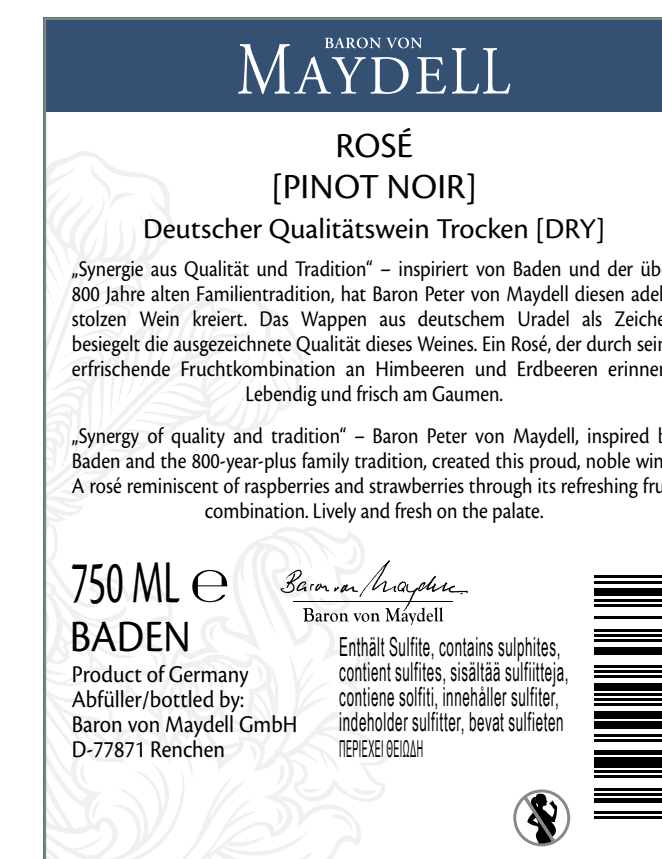 BARON VON
MAYDELL
ROSÉ
[PINOT NOIR]
Deutscher Qualitätswein Trocken [DRY]
„Synergie aus Qualität und Tradition“ – inspiriert von Baden und der üb
800 Jahre alten Familientradition, hat Baron Peter von Maydell diesen adel
stolzen Wein kreiert. Das Wappen aus deutschem Uradel als Zeiche
besiegelt die ausgezeichnete Qualität dieses Weines. Ein Rosé, der durch sein
erfrischende Fruchtkombination an Himbeeren und Erdbeeren erinner
Lebendig und frisch am Gaumen.
„Synergy of quality and tradition“ – Baron Peter von Maydell, inspired b
Baden and the 800-year-plus family tradition, created this proud, noble win
A rosé reminiscent of raspberries and strawberries through its refreshing fru
combination. Lively and fresh on the palate.
750 ML ℮
BADEN
Product of Germany
Abfüller/bottled by:
Baron von Maydell GmbH
D-77871 Renchen
Baron von Maydell
Baron von Maydell
Enthält Sulfite, contains sulphites,
contient sulfites, sisältää sulfiitteja,
contiene solfiti, innehåller sulfiter,
indeholder sulfitter, bevat sulfieten
ΠΕΡΙΕΧΕΙ ΘΕΙΩΔΗ